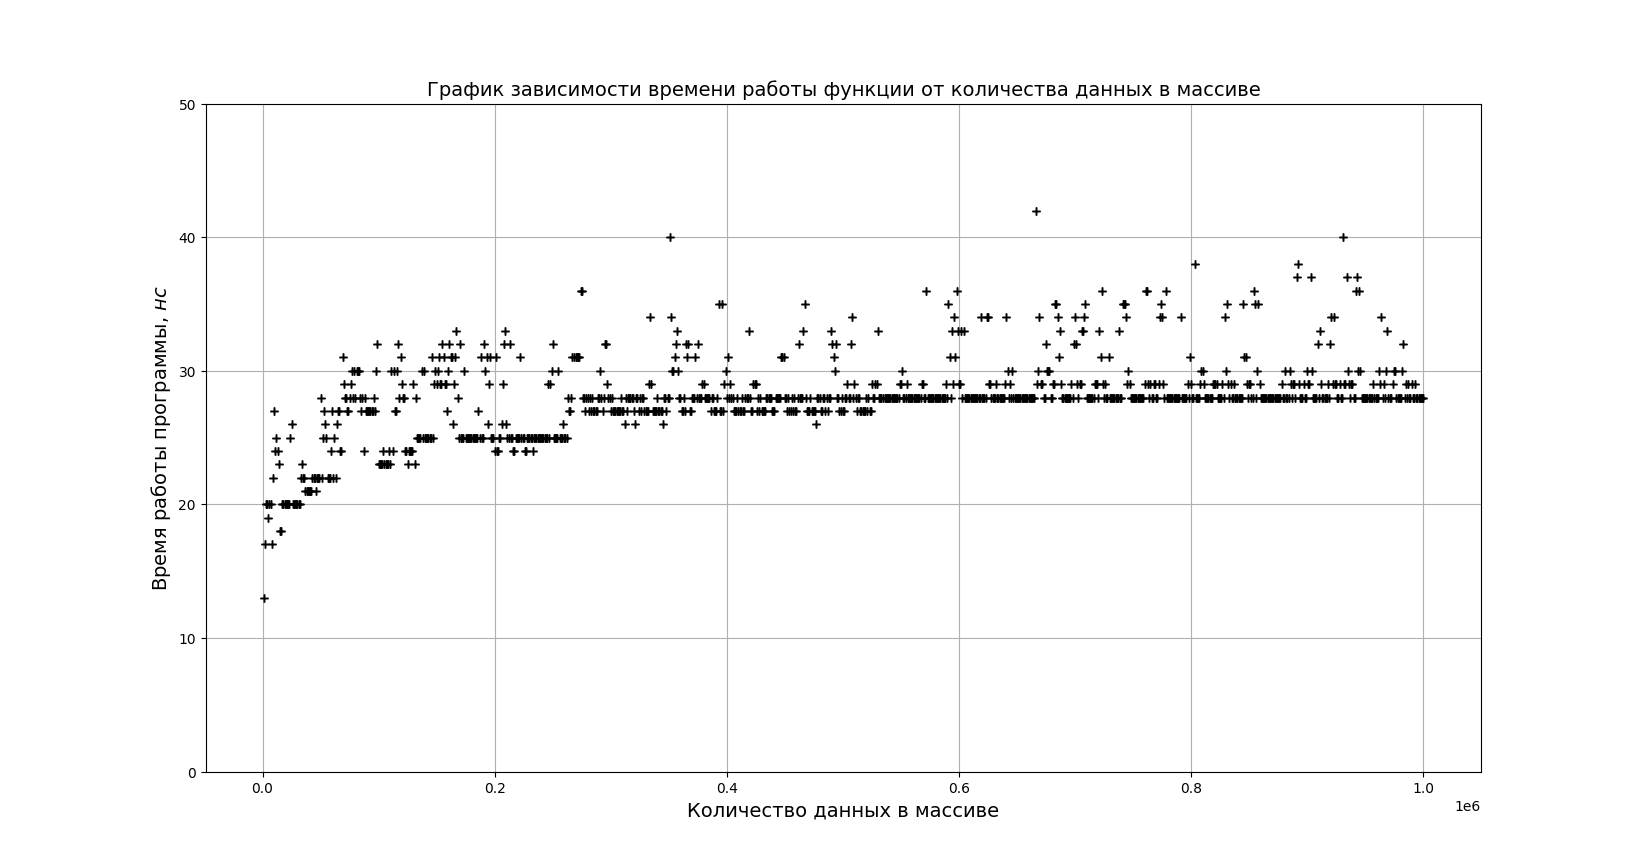 График зависимости времени работы функции от количества данных в массиве
50
40
30
20
10
0
Время работы программы, нс
0.0 0.2 0.4 0.6 0.8 1.0
1e6
Количество данных в массиве